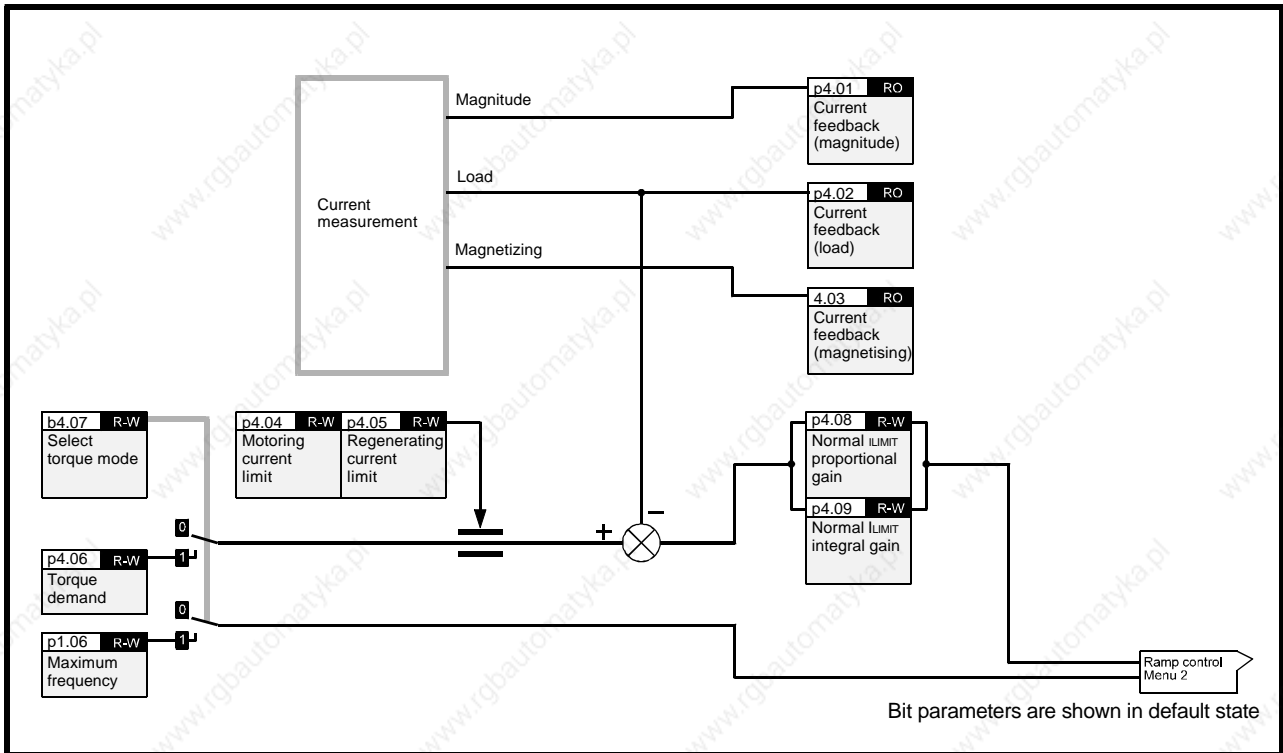 Current
measurement
Magnitude
Load
Magnetizing
p4.01 RO
Current
feedback
(magnitude)
p4.02 RO
Current
feedback
(load)
4.03 RO
Current
feedback
(magnetising)
b4.07 R-W
Select
torque mode
p4.04 R-W
Motoring
current
limit
p4.05 R-W
Regenerating
current
limit
0
1
p4.06 R-W
Torque
demand
0
1
p1.06 R-W
Maximum
frequency
+
−
p4.08 R-W
Normal ILIMIT
proportional
gain
p4.09 R-W
Normal ILIMIT
integral gain
Ramp control
Menu 2
Bit parameters are shown in default state
www.rgbautomatyka.pl